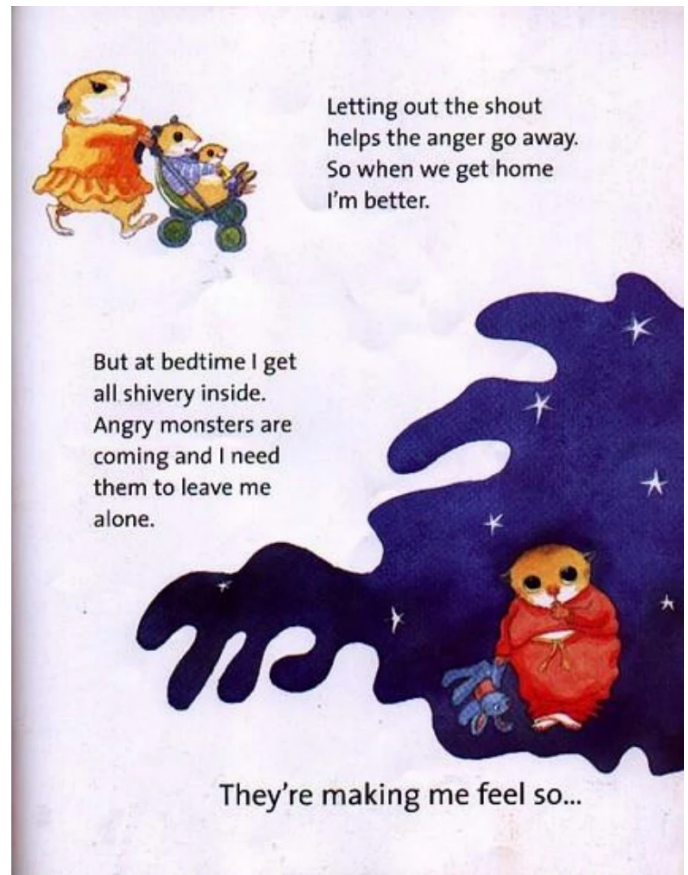 Letting out the shout
helps the anger go away.
So when we get home
I'm better.
But at bedtime I get
all shivery inside.
Angry monsters are
coming and I need
them to leave me
alone.
They're making me feel so...